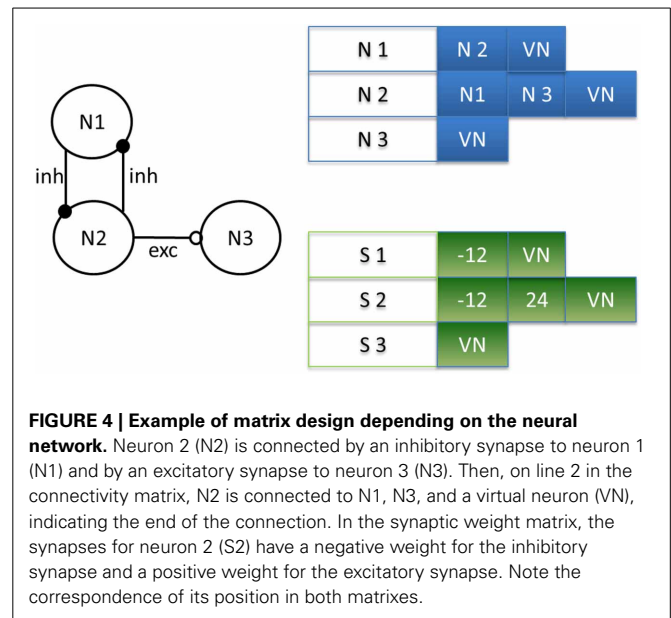 N1
inh
inh
N2
exc
N3
N 1 N 2 VN
N 2 N1 N 3 VN
N 3 VN
S 1 -12 VN
S 2 -12 24 VN
S 3 VN
FIGURE 4 | Example of matrix design depending on the neural
network. Neuron 2 (N2) is connected by an inhibitory synapse to neuron 1
(N1) and by an excitatory synapse to neuron 3 (N3). Then, on line 2 in the
connectivity matrix, N2 is connected to N1, N3, and a virtual neuron (VN),
indicating the end of the connection. In the synaptic weight matrix, the
synapses for neuron 2 (S2) have a negative weight for the inhibitory
synapse and a positive weight for the excitatory synapse. Note the
correspondence of its position in both matrixes.